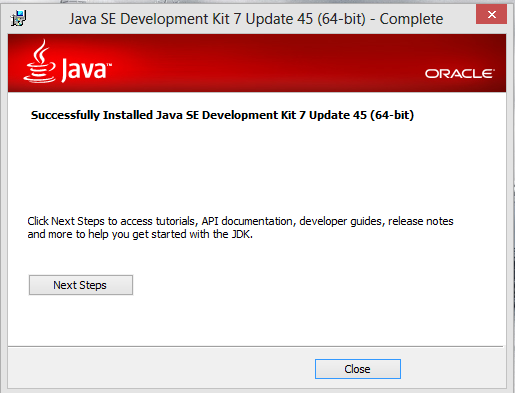 Java SE Development Kit 7 Update 45 (64-bit) - Complete
Java™
ORACLE®
Successfully Installed Java SE Development Kit 7 Update 45 (64-bit)
Click Next Steps to access tutorials, API documentation, developer guides, release notes
and more to help you get started with the JDK.
Next Steps
Close